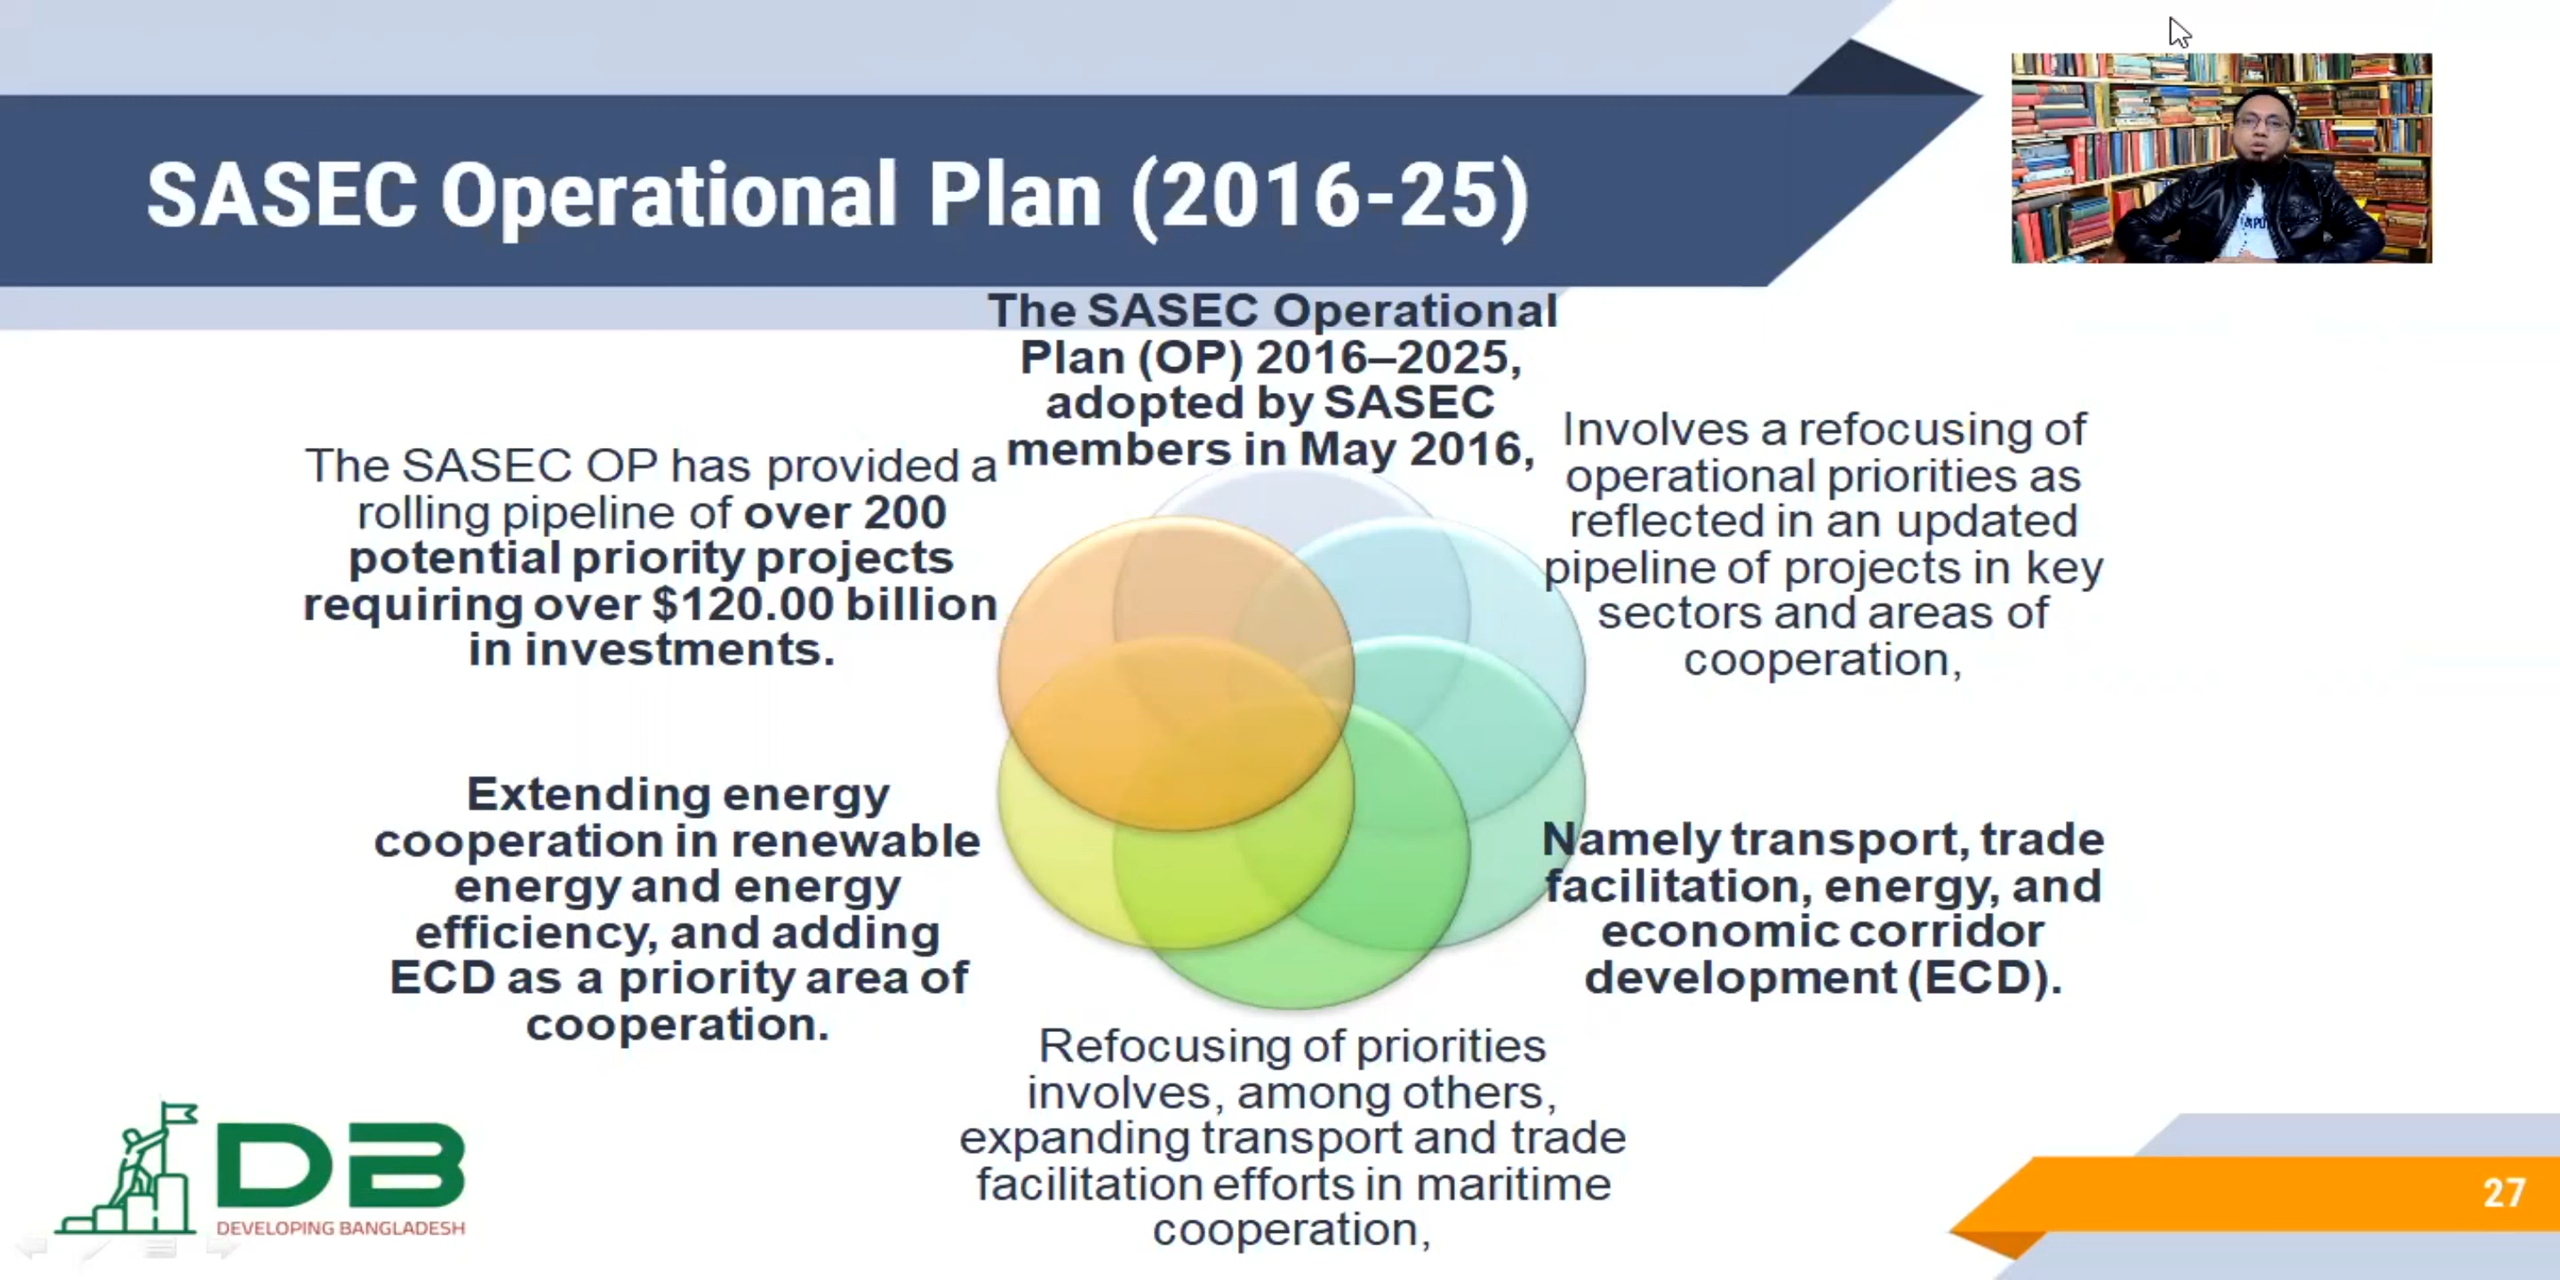 SASEC Operational Plan (2016-25)
The SASEC Operational
Plan (OP) 2016–2025,
adopted by SASEC
members in May 2016,
Involves a refocusing of
operational priorities as
reflected in an updated
pipeline of projects in key
sectors and areas of
cooperation,
Namely transport, trade
facilitation, energy, and
economic corridor
development (ECD).
Refocusing of priorities
involves, among others,
expanding transport and trade
facilitation efforts in maritime
cooperation,
Extending energy
cooperation in renewable
energy and energy
efficiency, and adding
ECD as a priority area of
cooperation.
The SASEC OP has provided a
rolling pipeline of over 200
potential priority projects
requiring over $120.00 billion
in investments.
DB
DEVELOPING BANGLADESH
27